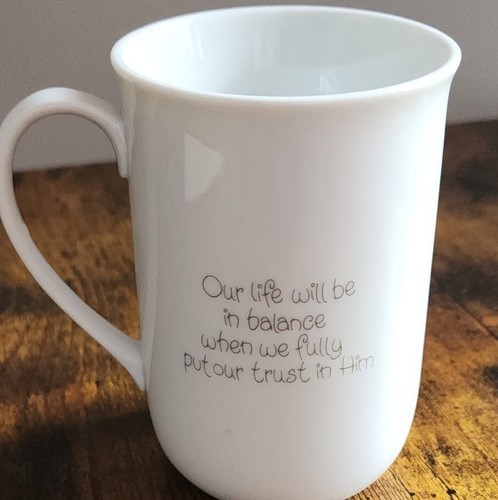 Our life will be
in balance
when we fully
put our trust in Him